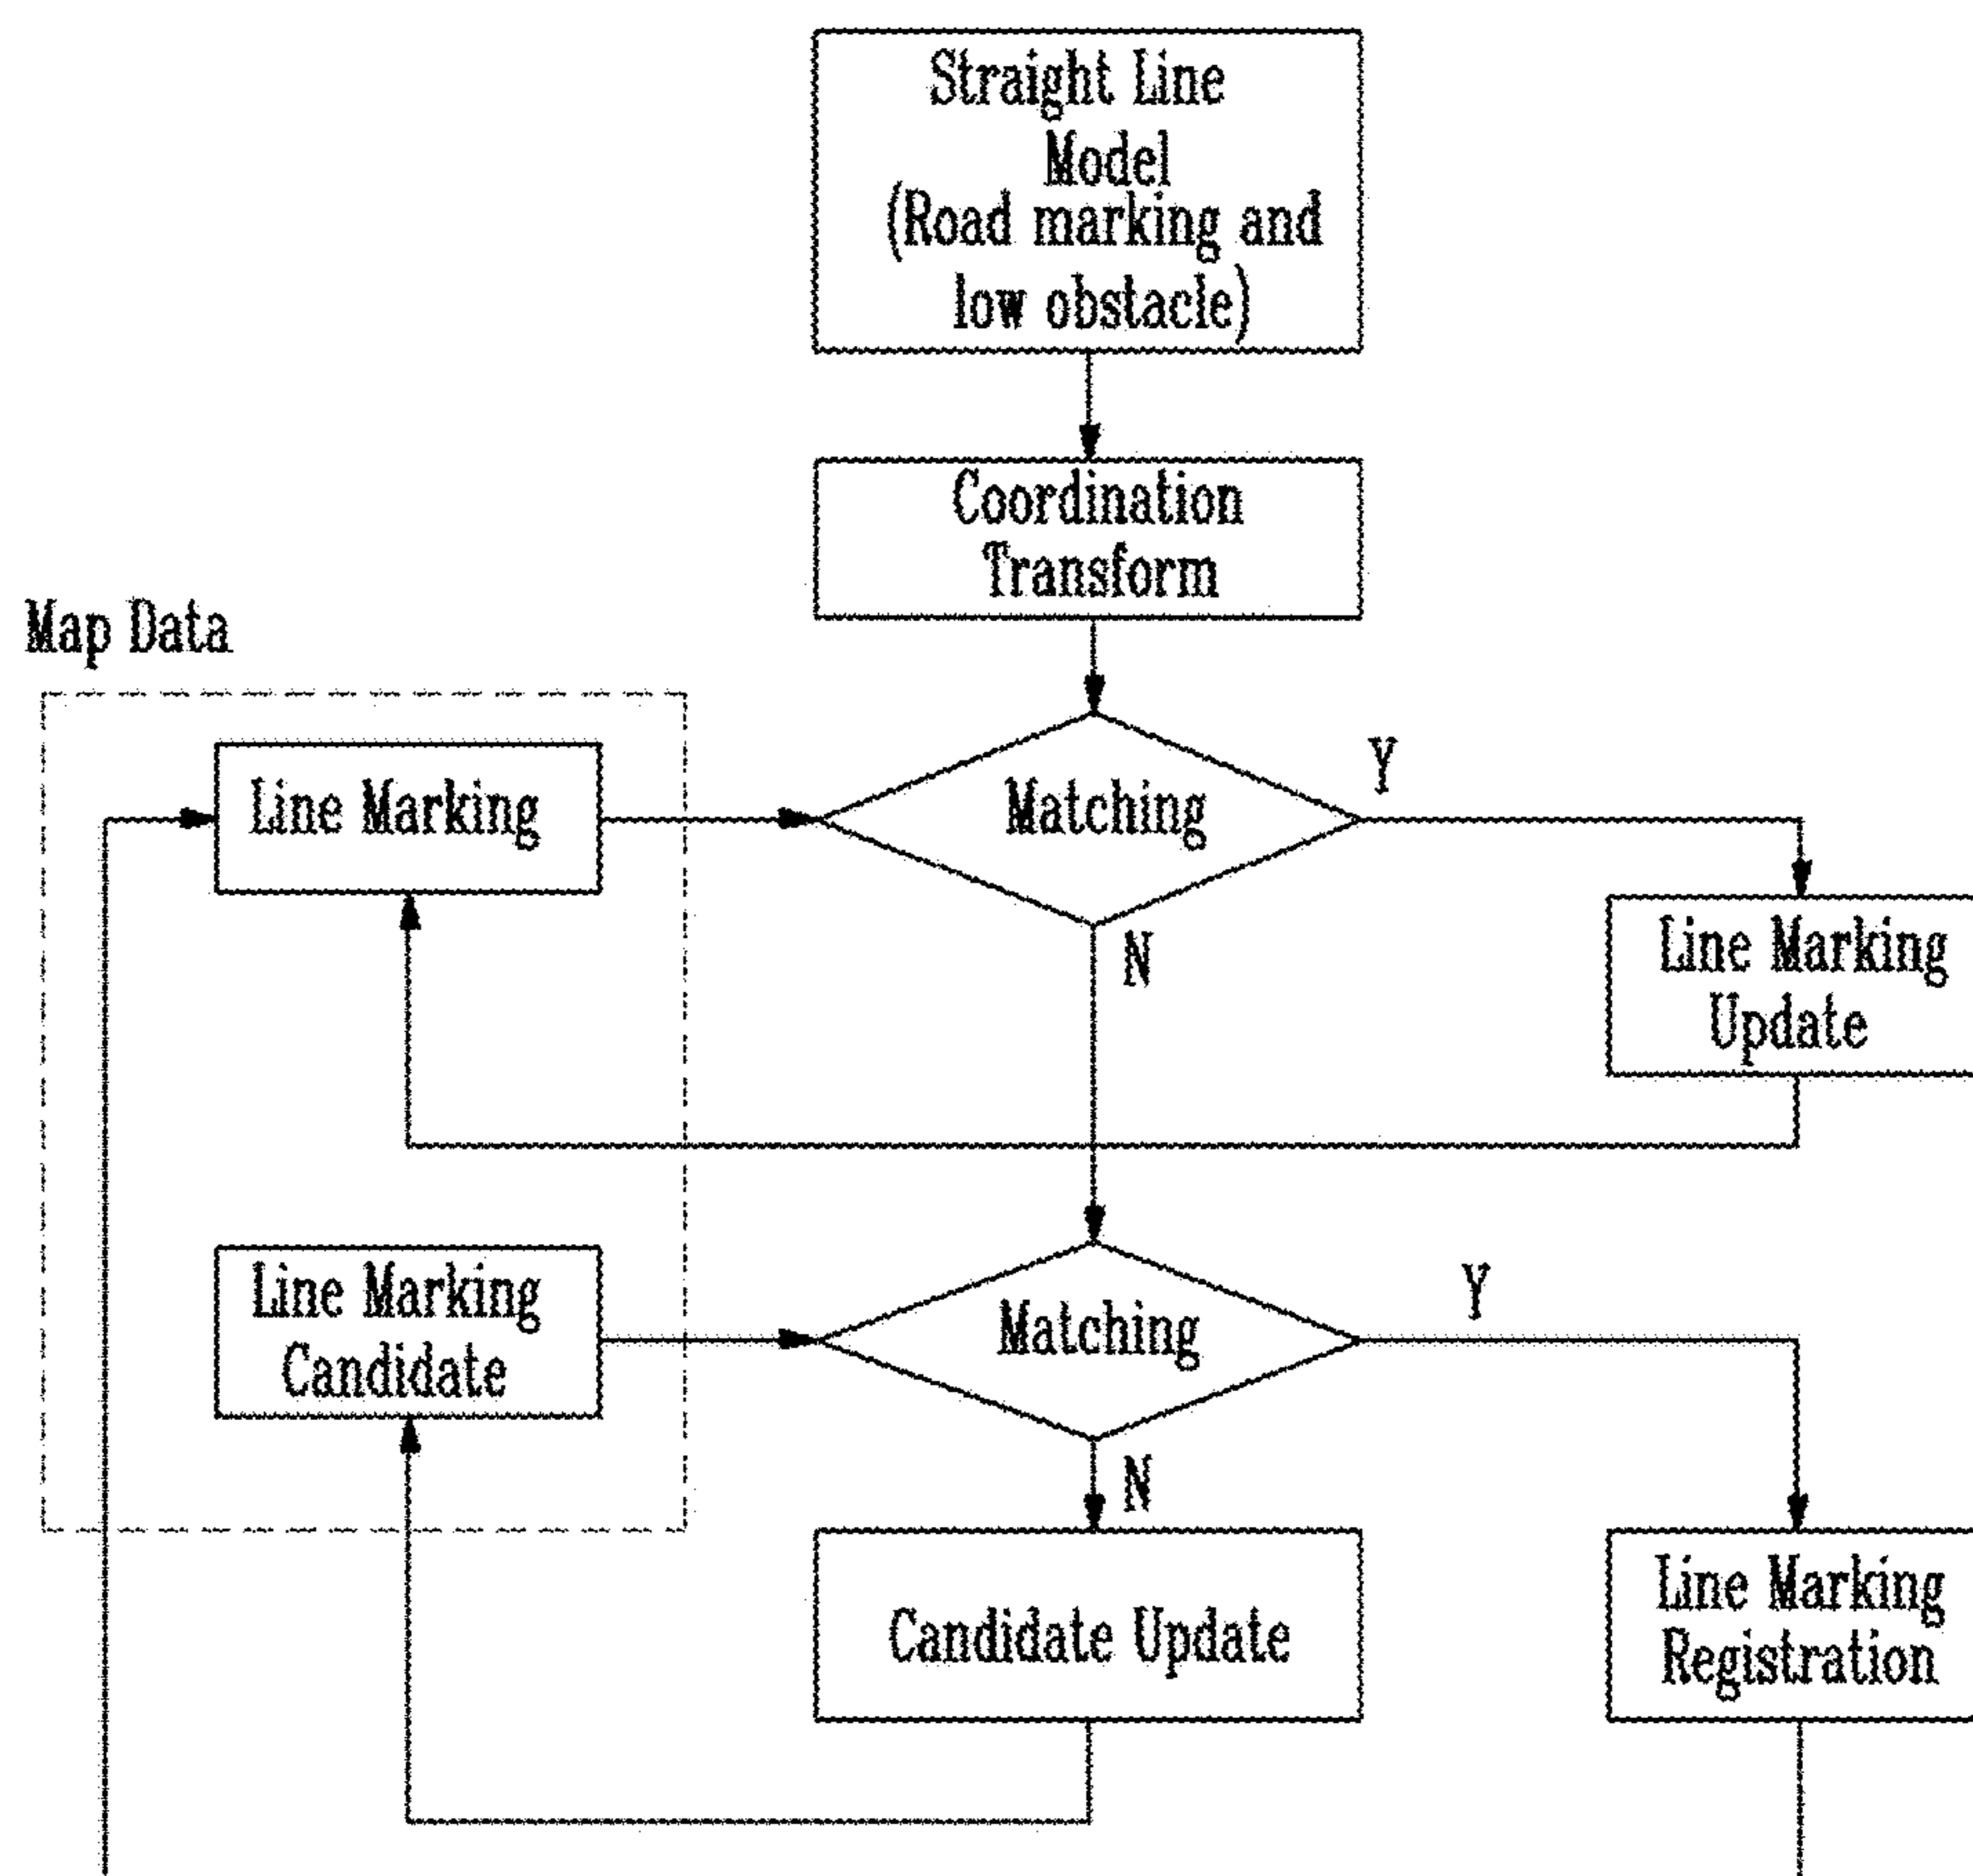 Straight Line
Model
(Road marking and
low obstacle)
Coordination
Transform
Map Data
Line Marking
Matching
Y
N
Line Marking
Update
Line Marking
Candidate
Matching
Y
N
Candidate Update
Line Marking
Registration